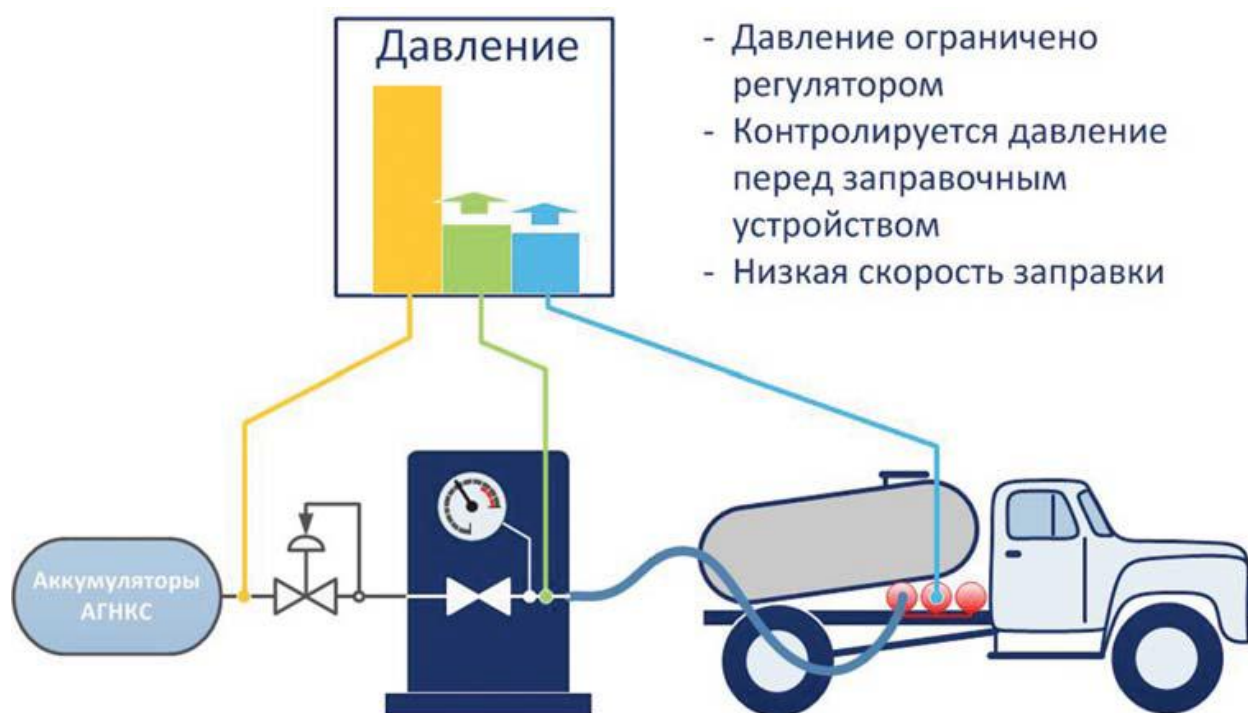 Давление
- Давление ограничено
регулятором
- Контролируется давление
перед заправочным
устройством
- Низкая скорость заправки
Аккумуляторы
АГНКС